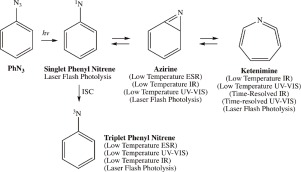 N₃
¹N
N
N
hν
PhN₃
Singlet Phenyl Nitrene
(Laser Flash Photolysis)
Azirine
(Low Temperature ESR)
(Low Temperature IR)
(Low Temperature UV-VIS)
(Laser Flash Photolysis)
Ketenimine
(Low Temperature IR)
(Low Temperature UV-VIS)
(Time-Resolved IR)
(Time-resolved UV-VIS)
(Laser Flash Photolysis)
ISC
³N
Triplet Phenyl Nitrene
(Low Temperature ESR)
(Low Temperature UV-VIS)
(Low Temperature IR)
(Laser Flash Photolysis)